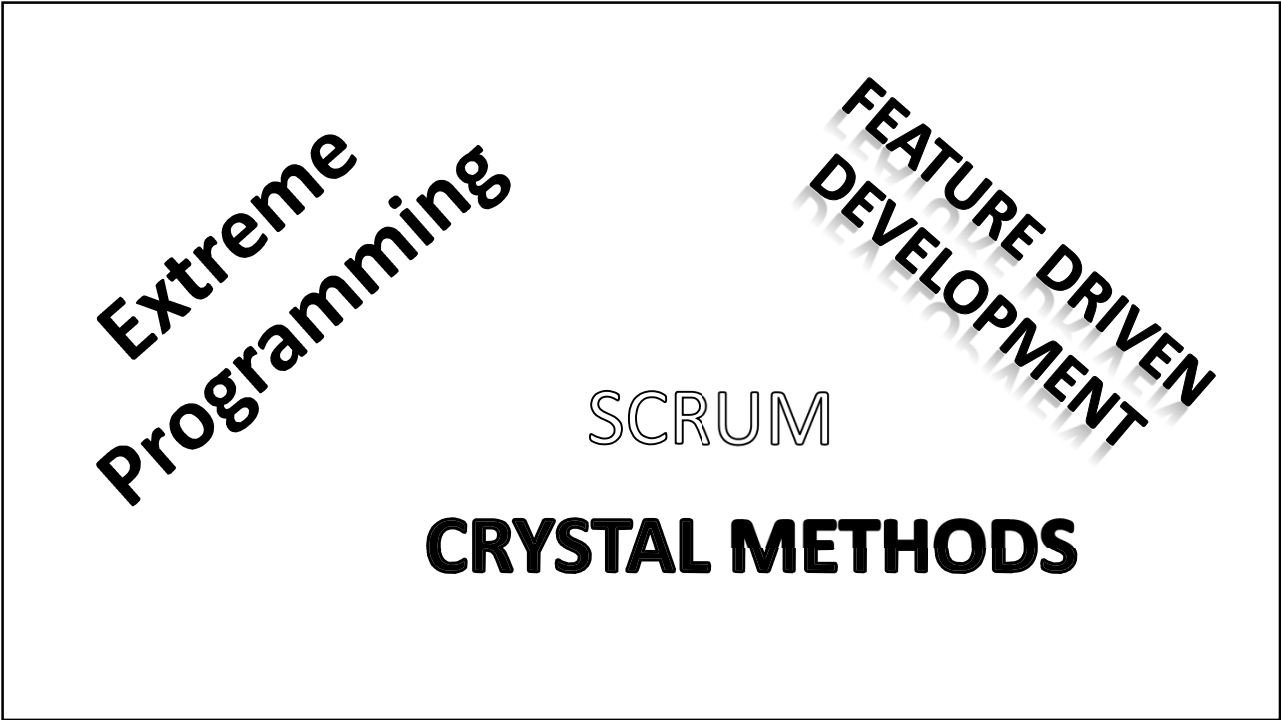 Extreme
Programming
FEATURE DRIVEN
DEVELOPMENT
SCRUM
CRYSTAL METHODS